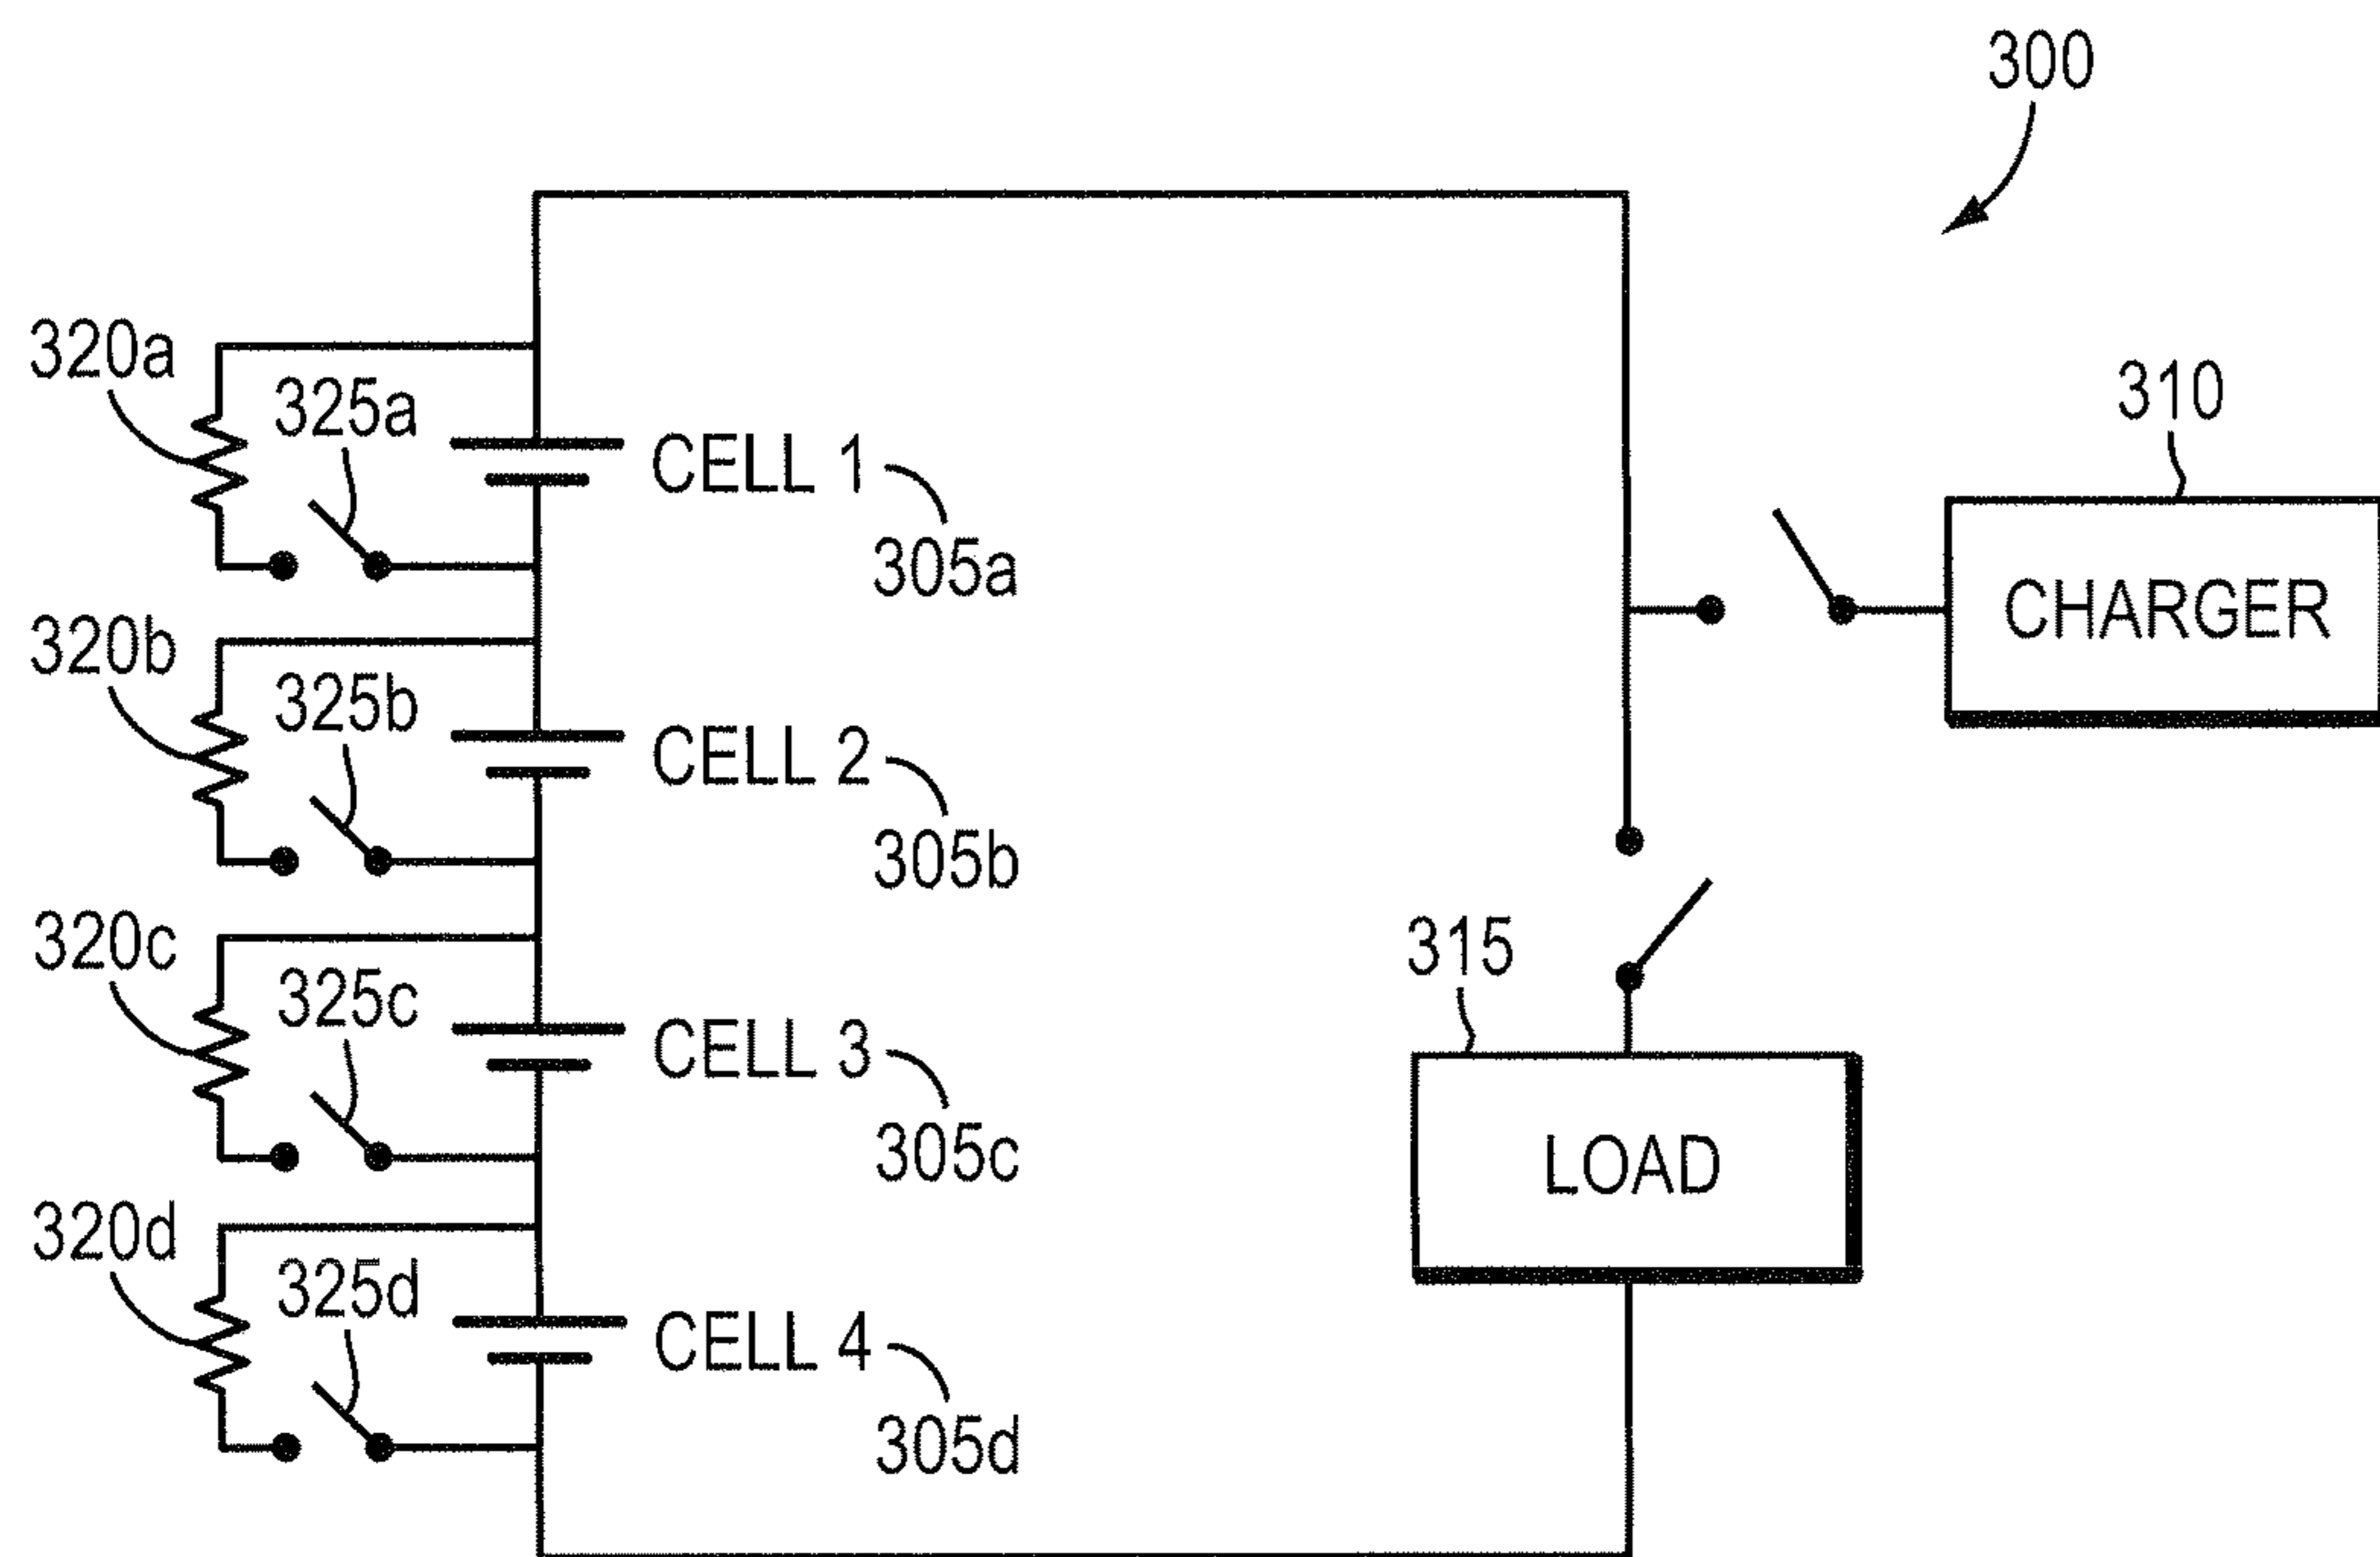 300
320a
325a
CELL 1
305a
310
CHARGER
320b
325b
CELL 2
305b
320c
325c
CELL 3
305c
315
LOAD
320d
325d
CELL 4
305d